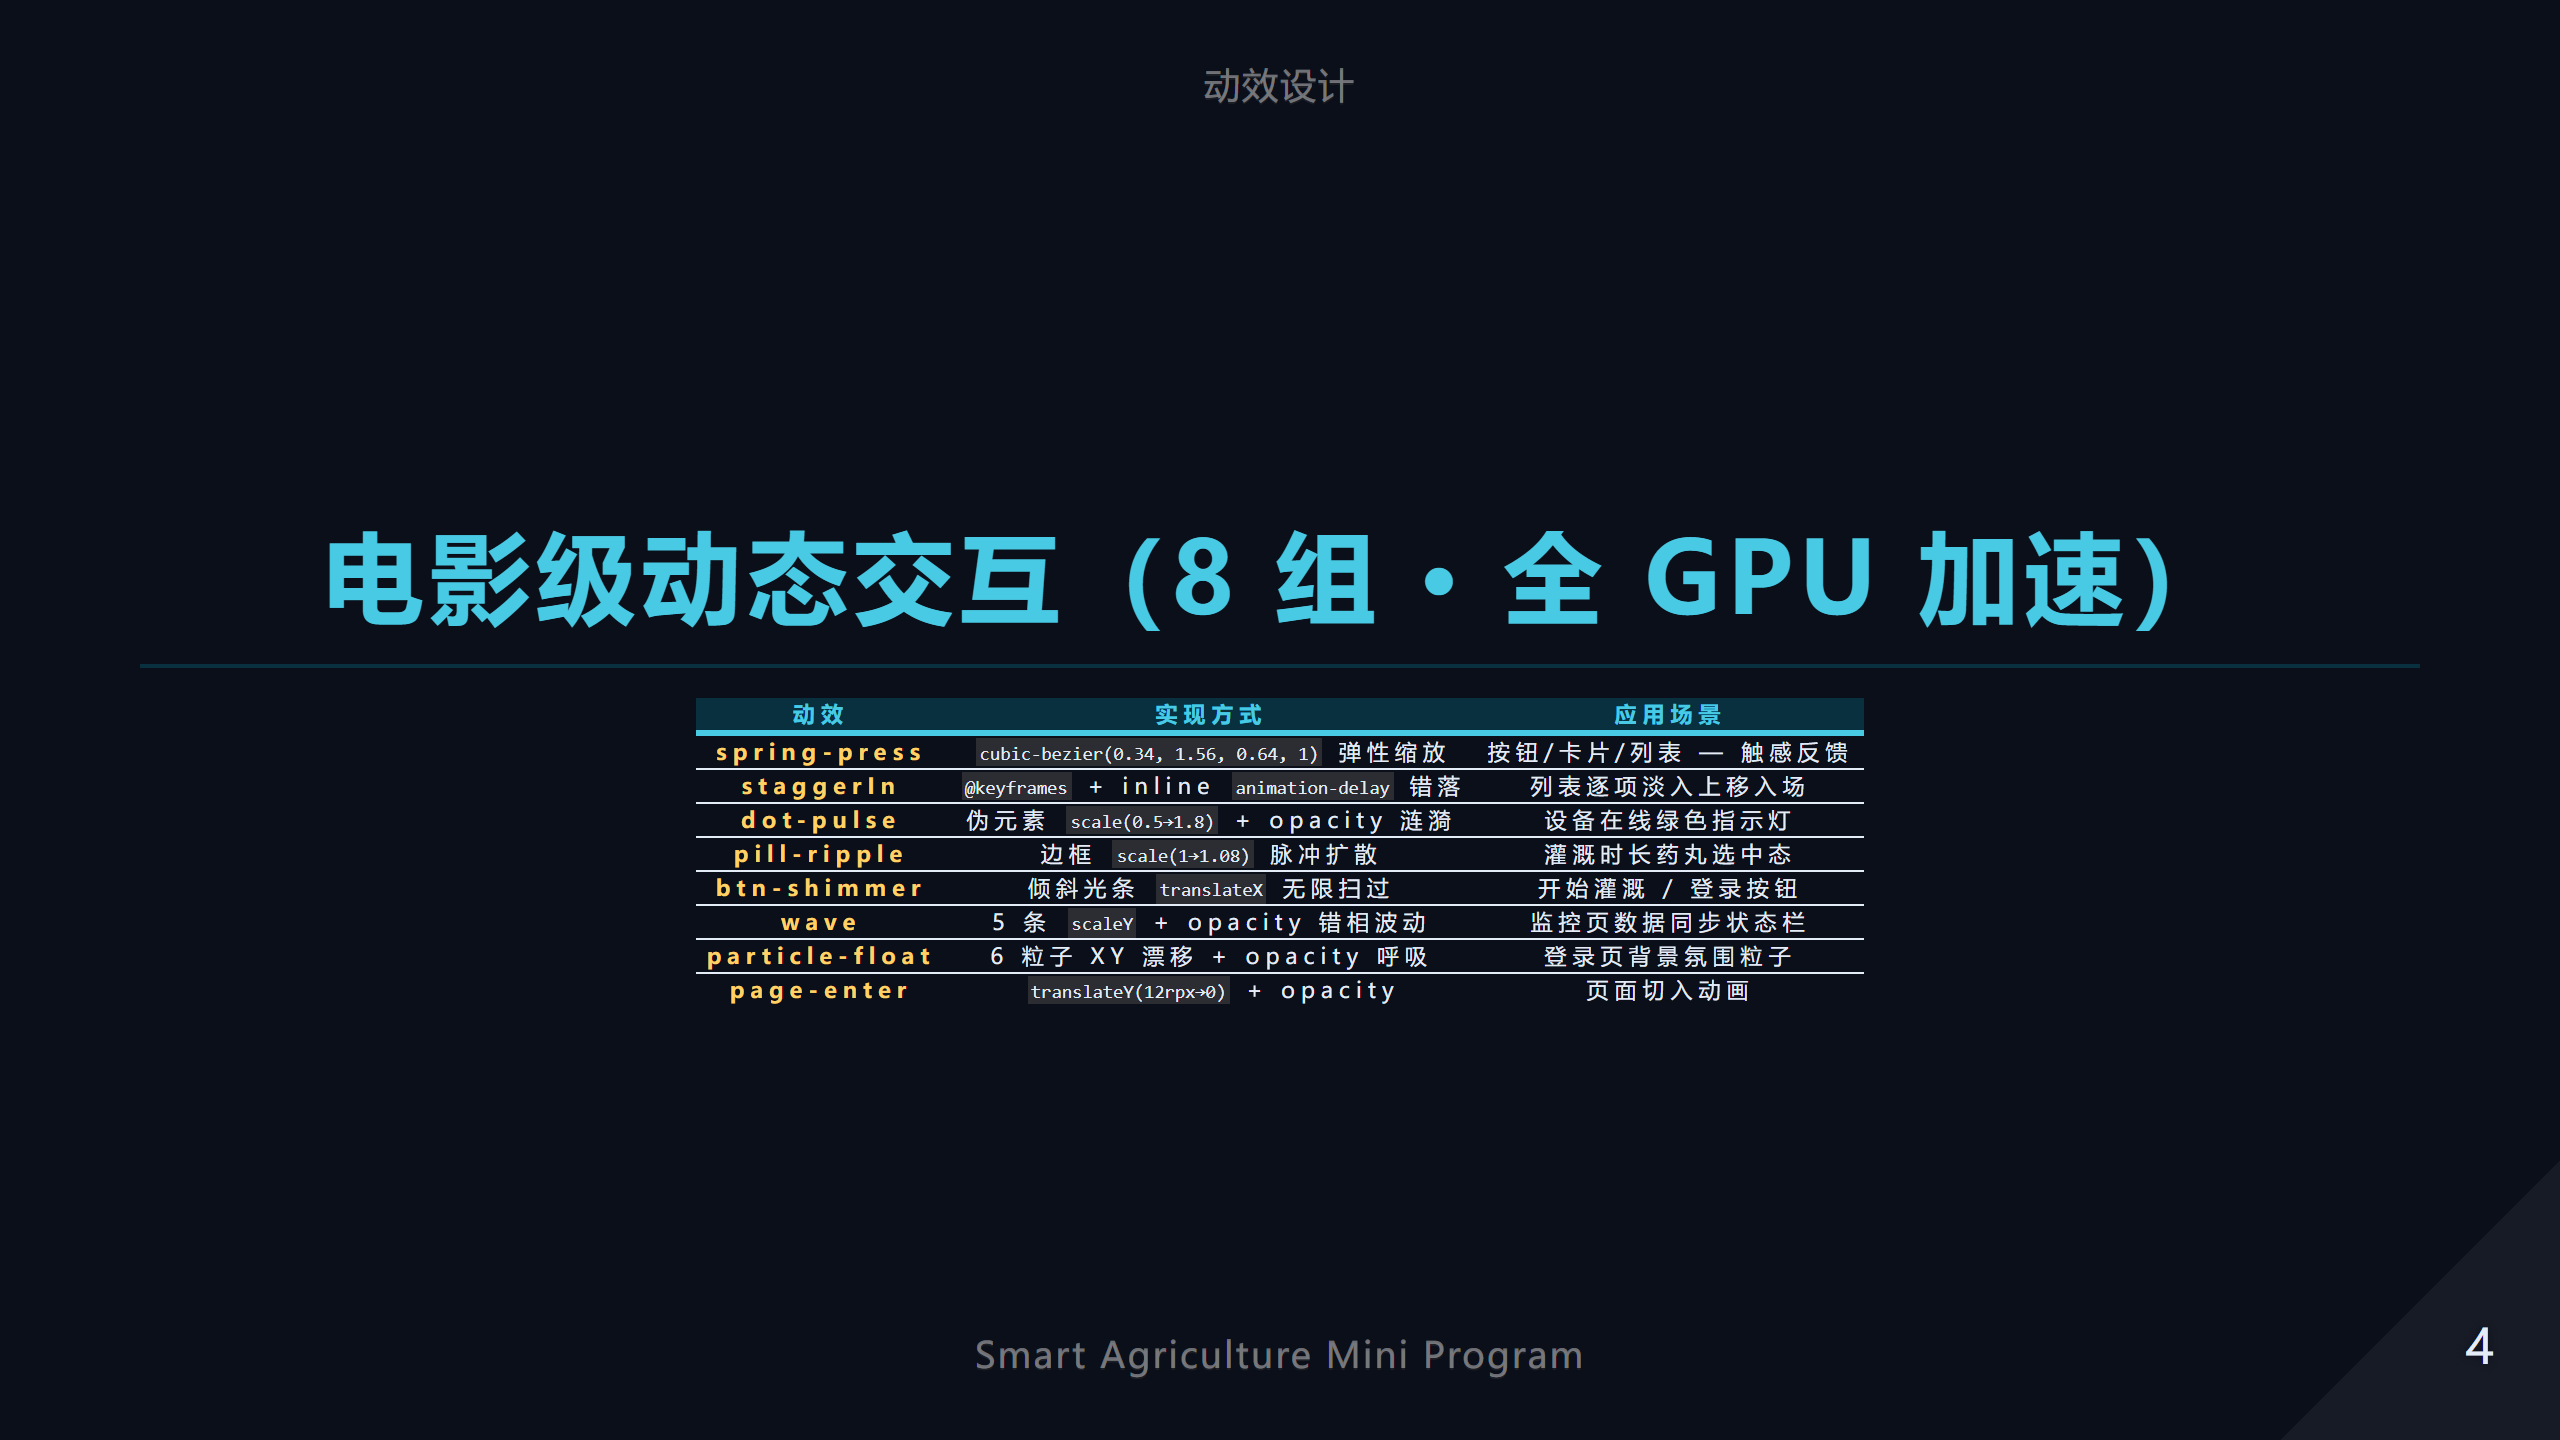 动效设计
电影级动态交互 (8 组 · 全 GPU 加速)
动效 实现方式 应用场景
spring-press cubic-bezier(0.34, 1.56, 0.64, 1) 弹性缩放 按钮/卡片/列表 — 触感反馈
staggerIn @keyframes + inline animation-delay 错落 列表逐项淡入上移入场
dot-pulse 伪元素 scale(0.5→1.8) + opacity 涟漪 设备在线绿色指示灯
pill-ripple 边框 scale(1→1.08) 脉冲扩散 灌溉时长药丸选中态
btn-shimmer 倾斜光条 translateX 无限扫过 开始灌溉 / 登录按钮
wave 5 条 scaleY + opacity 错相波动 监控页数据同步状态栏
particle-float 6 粒子 XY 漂移 + opacity 呼吸 登录页背景氛围粒子
page-enter translateY(12rpx→0) + opacity 页面切入动画
Smart Agriculture Mini Program
4